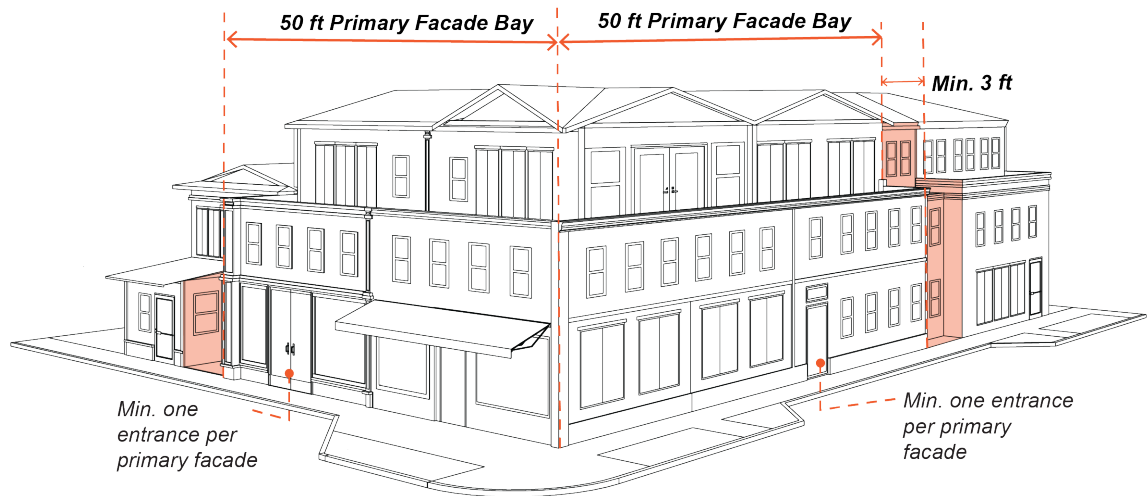 50 ft Primary Facade Bay
50 ft Primary Facade Bay
Min. 3 ft
Min. one
entrance per
primary facade
Min. one entrance
per primary
facade